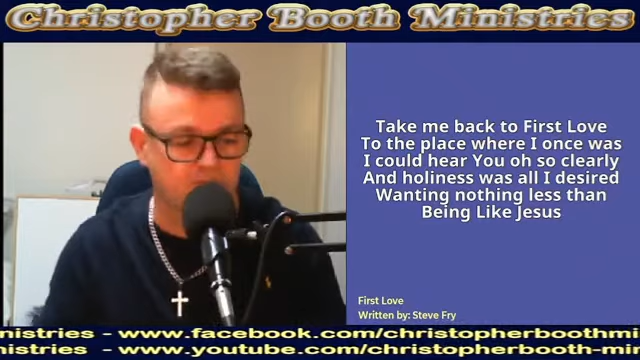 Christopher Booth Ministries
Take me back to First Love
To the place where I once was
I could hear You oh so clearly
And holiness was all I desired
Wanting nothing less than
Being Like Jesus
First Love
Written by: Steve Fry
nistries - www.facebook.com/christopherboothmi
nistries - www.youtube.com/christopherbooth-mi